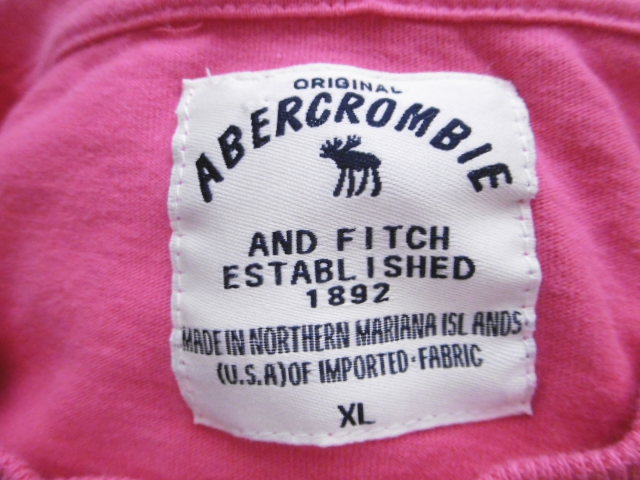 ORIGINAL
ABERCROMBIE
AND FITCH
ESTABLISHED
1892
MADE IN NORTHERN MARIANA ISLANDS
(U.S.A) OF IMPORTED·FABRIC
XL